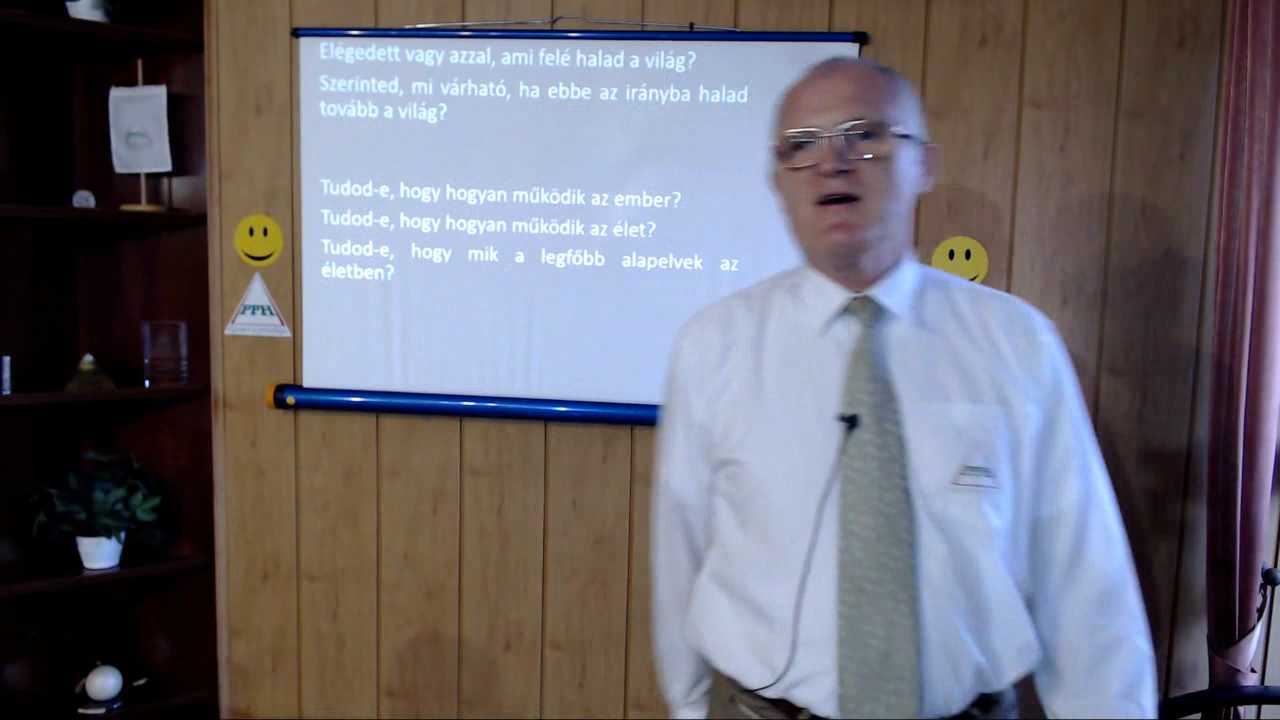 Elégedett vagy azzal, ami felé halad a világ?
Szerinted, mi várható, ha ebbe az irányba halad
tovább a világ?
Tudod-e, hogy hogyan működik az ember?
Tudod-e, hogy hogyan működik az élet?
Tudod-e, hogy mik a legfőbb alapelvek az
életben?
PPH
PPH